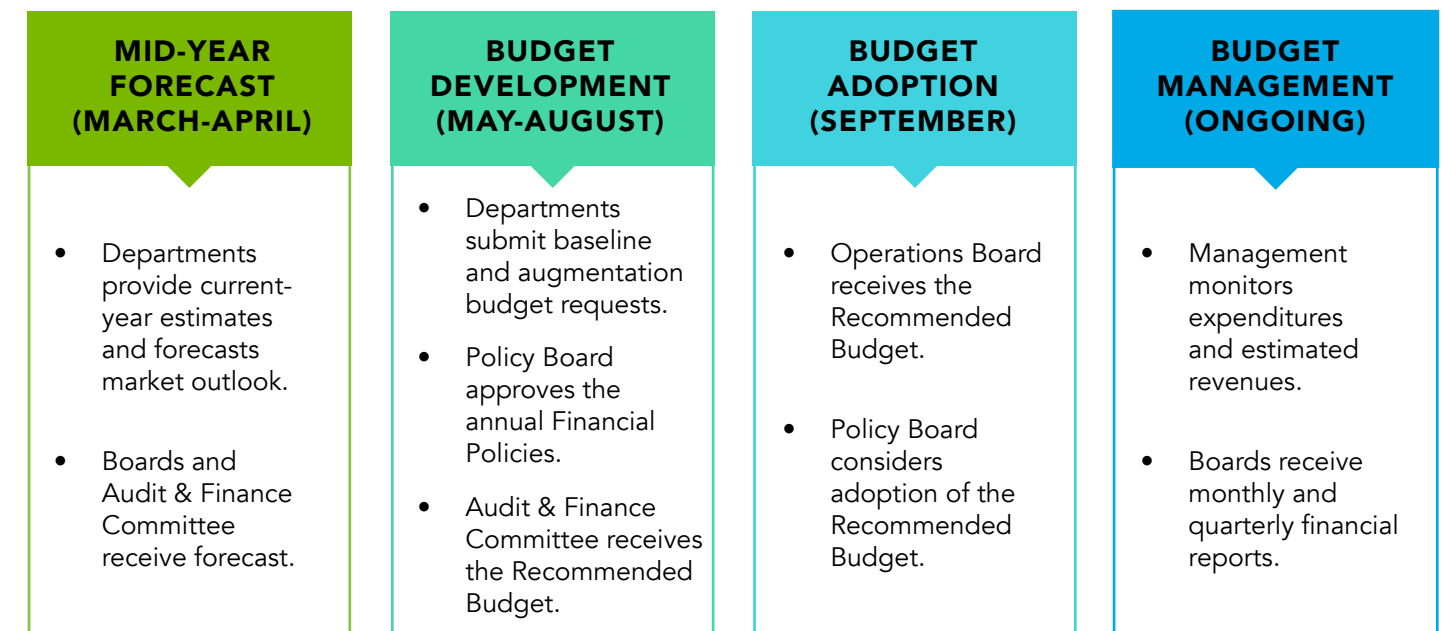 MID-YEAR
FORECAST
(MARCH-APRIL)
• Departments
provide current-
year estimates
and forecasts
market outlook.
• Boards and
Audit & Finance
Committee
receive forecast.
BUDGET
DEVELOPMENT
(MAY-AUGUST)
• Departments
submit baseline
and augmentation
budget requests.
• Policy Board
approves the
annual Financial
Policies.
• Audit & Finance
Committee receives
the Recommended
Budget.
BUDGET
ADOPTION
(SEPTEMBER)
• Operations Board
receives the
Recommended
Budget.
• Policy Board
considers
adoption of the
Recommended
Budget.
BUDGET
MANAGEMENT
(ONGOING)
• Management
monitors
expenditures
and estimated
revenues.
• Boards receive
monthly and
quarterly financial
reports.